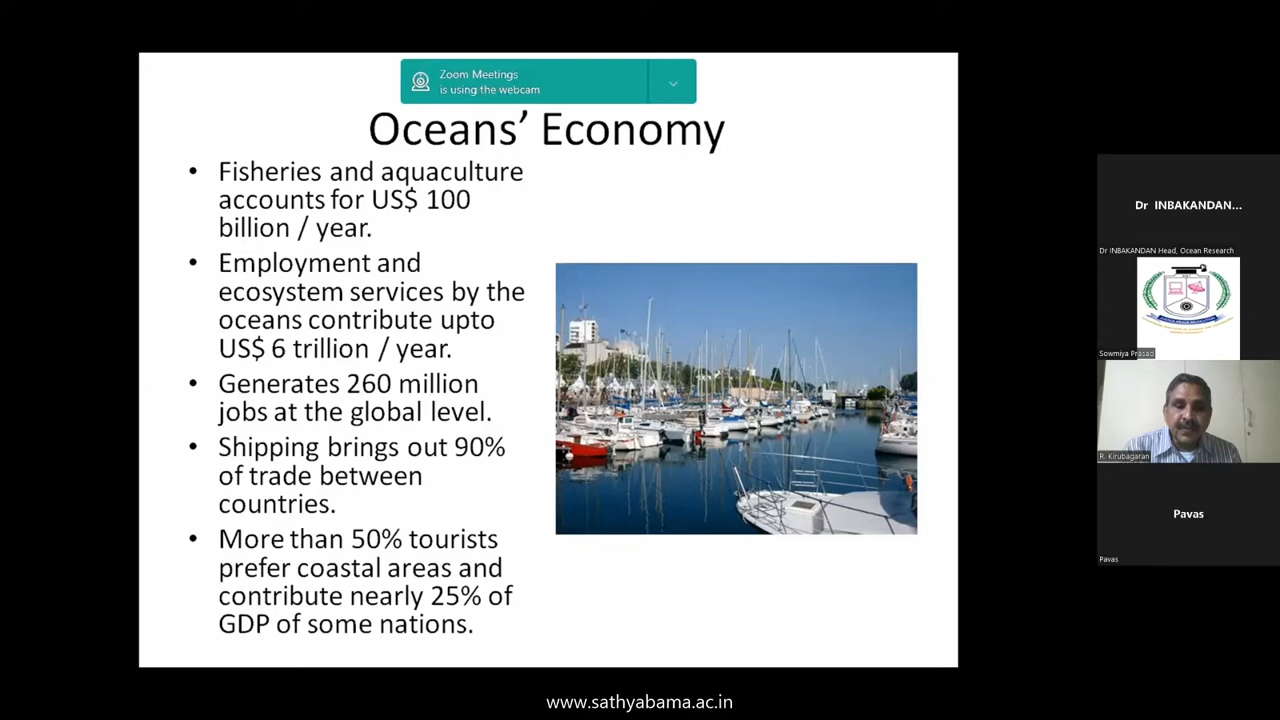 Zoom Meetings
is using the webcam
Oceans' Economy
• Fisheries and aquaculture
accounts for US$ 100
billion / year.
• Employment and
ecosystem services by the
oceans contribute upto
US$ 6 trillion / year.
• Generates 260 million
jobs at the global level.
• Shipping brings out 90%
of trade between
countries.
• More than 50% tourists
prefer coastal areas and
contribute nearly 25% of
GDP of some nations.
Dr INBAKANDAN...
Dr INBAKANDAN Head, Ocean Research
Sowmiya Prasad
R. Kirubagaran
Pavas
Pavas
www.sathyabama.ac.in